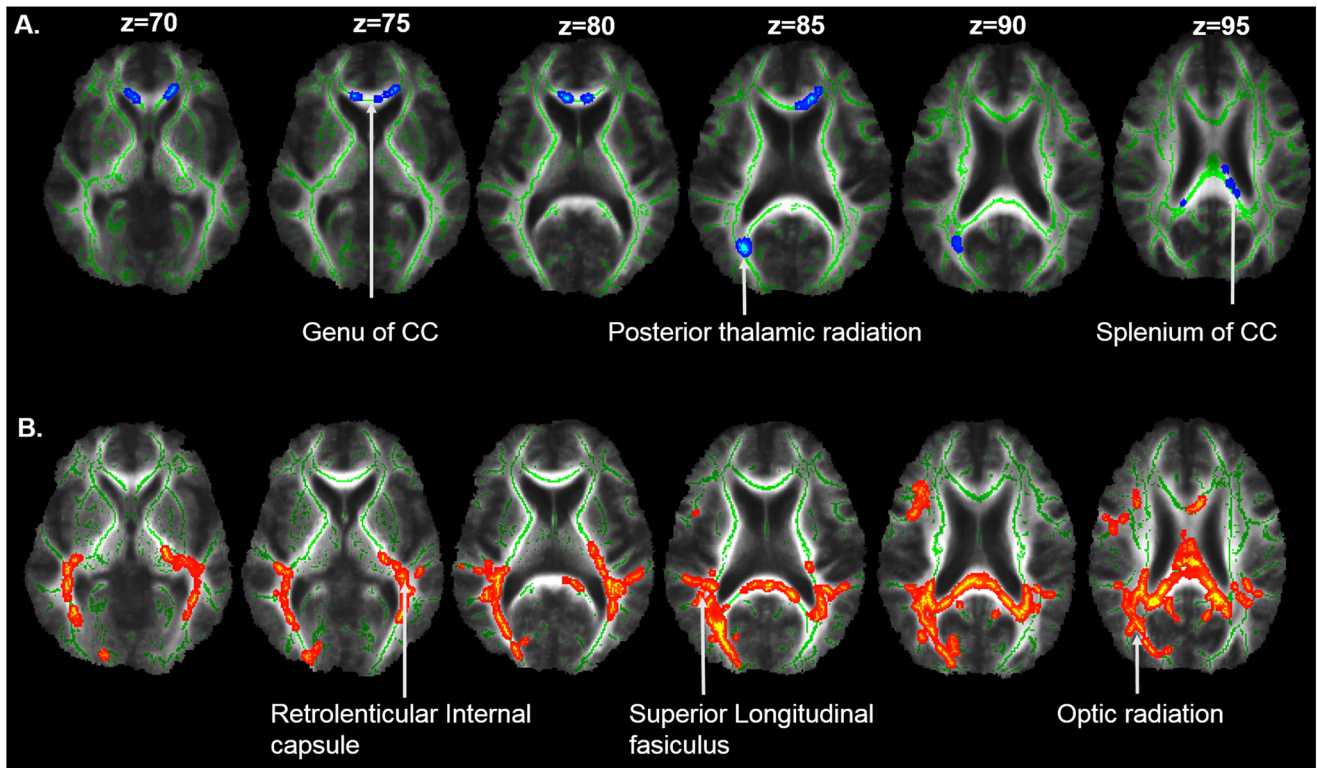 A.
z=70
z=75
z=80
z=85
z=90
z=95
Genu of CC
Posterior thalamic radiation
Splenium of CC
B.
Retrolenticular Internal
capsule
Superior Longitudinal
fasiculus
Optic radiation